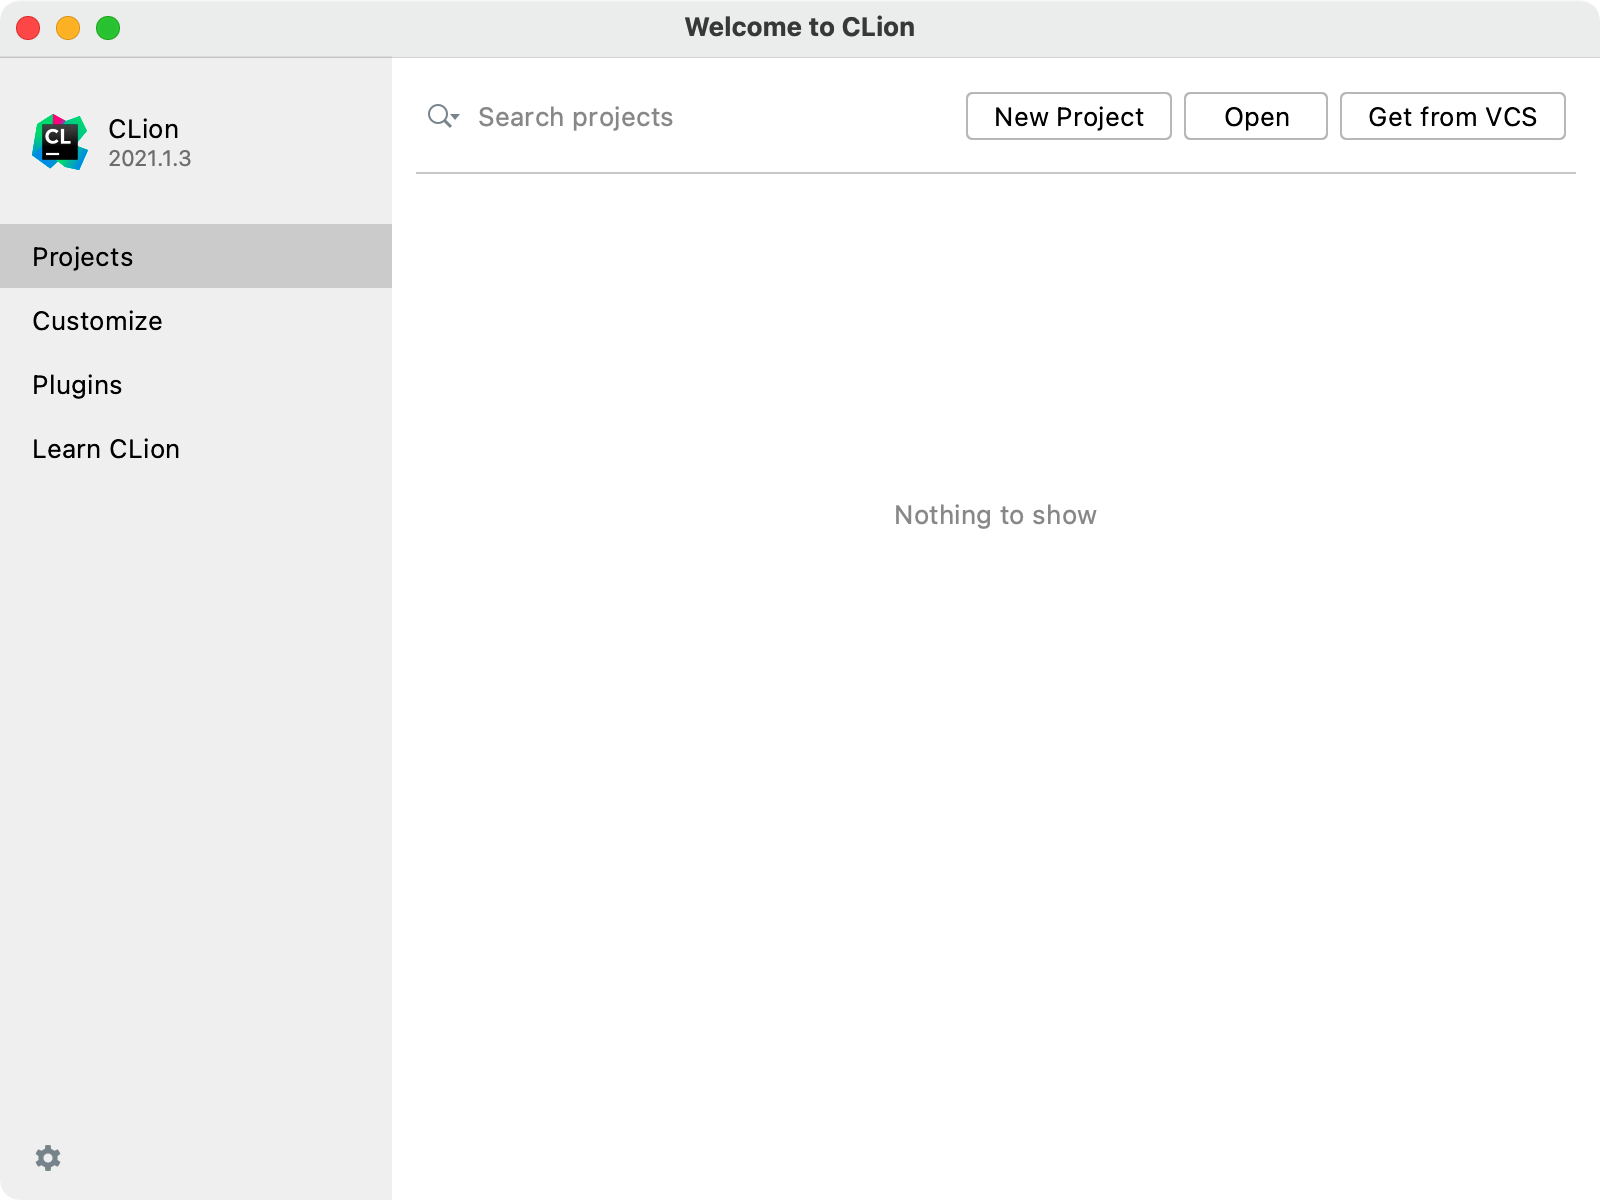 Welcome to CLion
CL
CLion
2021.1.3
Projects
Customize
Plugins
Learn CLion
Search projects
New Project
Open
Get from VCS
Nothing to show